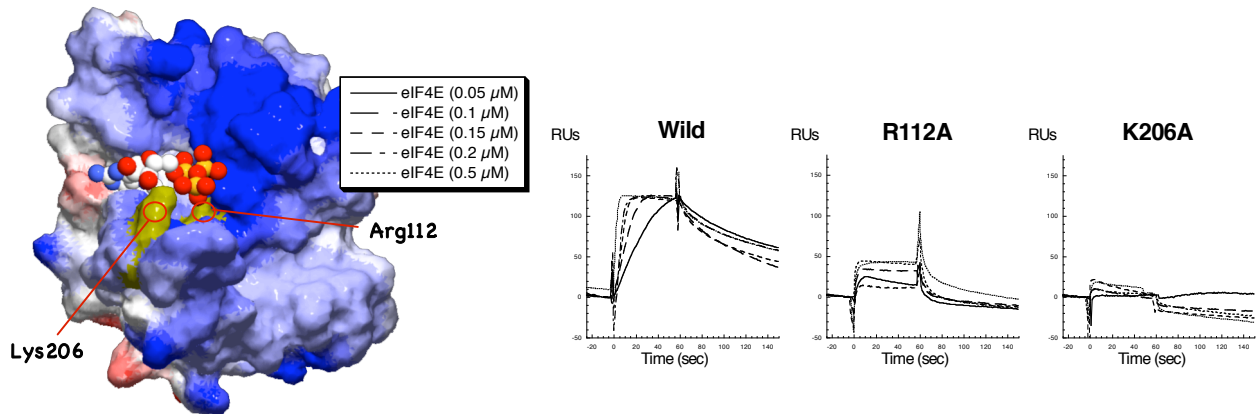 eIF4E (0.05 µM)
eIF4E (0.1 µM)
eIF4E (0.15 µM)
eIF4E (0.2 µM)
eIF4E (0.5 µM)
Arg112
Lys206
RUs
Wild
150
100
50
0
-50
-20 0 20 40 60 80 100 120 140
Time (sec)
RUs
R112A
150
100
50
0
-50
-20 0 20 40 60 80 100 120 140
Time (sec)
RUs
K206A
150
100
50
0
-50
-20 0 20 40 60 80 100 120 140
Time (sec)